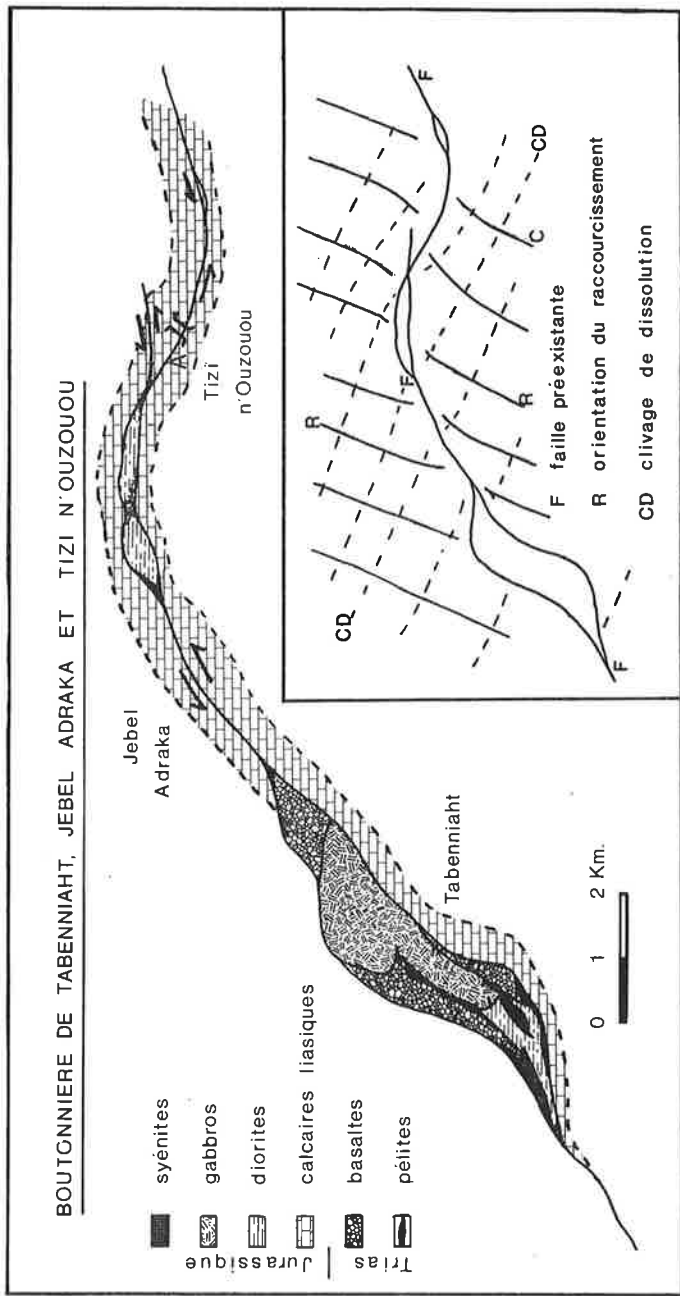 BOUTONNIERE DE TABENNIAHT, JEBEL ADRAKA ET TIZI N'OUZOUOU
syénites
gabbros
diorites
calcaires liasiques
basaltes
pélites
Jurassique
Trias
Jebel
Adraka
Tizi
n'Ouzouou
Tabenniaht
0 1 2 Km.
F
CD
C
R
R
F
CD
F
F faille préexistante
R orientation du raccourcissement
CD clivage de dissolution